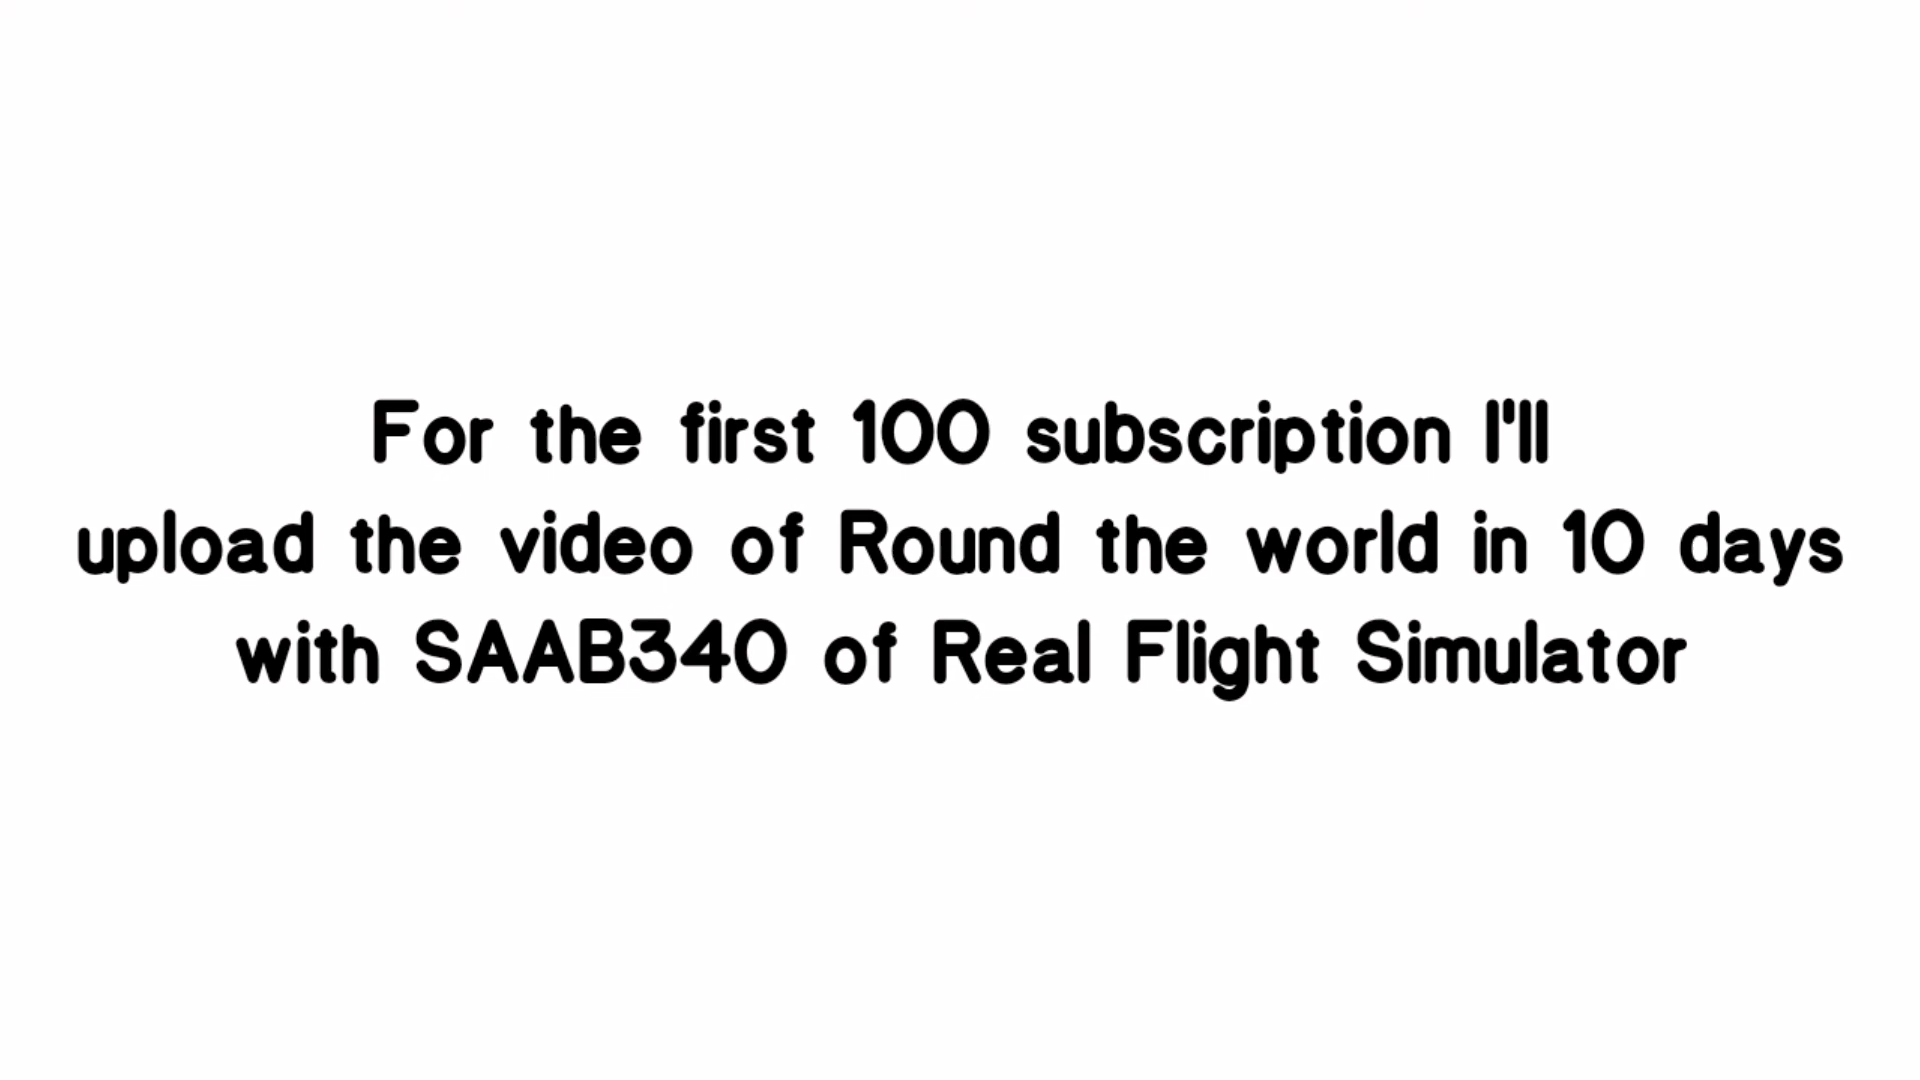 For the first 100 subscription I'll
upload the video of Round the world in 10 days
with SAAB340 of Real Flight Simulator